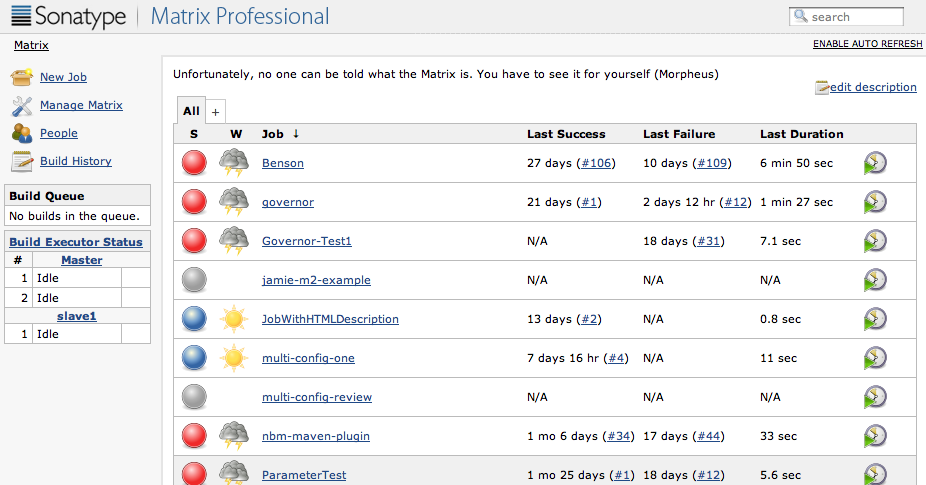 Sonatype Matrix Professional
search
Matrix
ENABLE AUTO REFRESH
New Job
Manage Matrix
People
Build History
Build Queue
No builds in the queue.
Build Executor Status
# Master
1 Idle
2 Idle
slave1
1 Idle
Unfortunately, no one can be told what the Matrix is. You have to see it for yourself (Morpheus)
edit description
All +
S W Job ↓ Last Success Last Failure Last Duration
Benson 27 days (#106) 10 days (#109) 6 min 50 sec
governor 21 days (#1) 2 days 12 hr (#12) 1 min 27 sec
Governor-Test1 N/A 18 days (#31) 7.1 sec
jamie-m2-example N/A N/A N/A
JobWithHTMLDescription 13 days (#2) N/A 0.8 sec
multi-config-one 7 days 16 hr (#4) N/A 11 sec
multi-config-review N/A N/A N/A
nbm-maven-plugin 1 mo 6 days (#34) 17 days (#44) 33 sec
ParameterTest 1 mo 25 days (#1) 18 days (#12) 5.6 sec